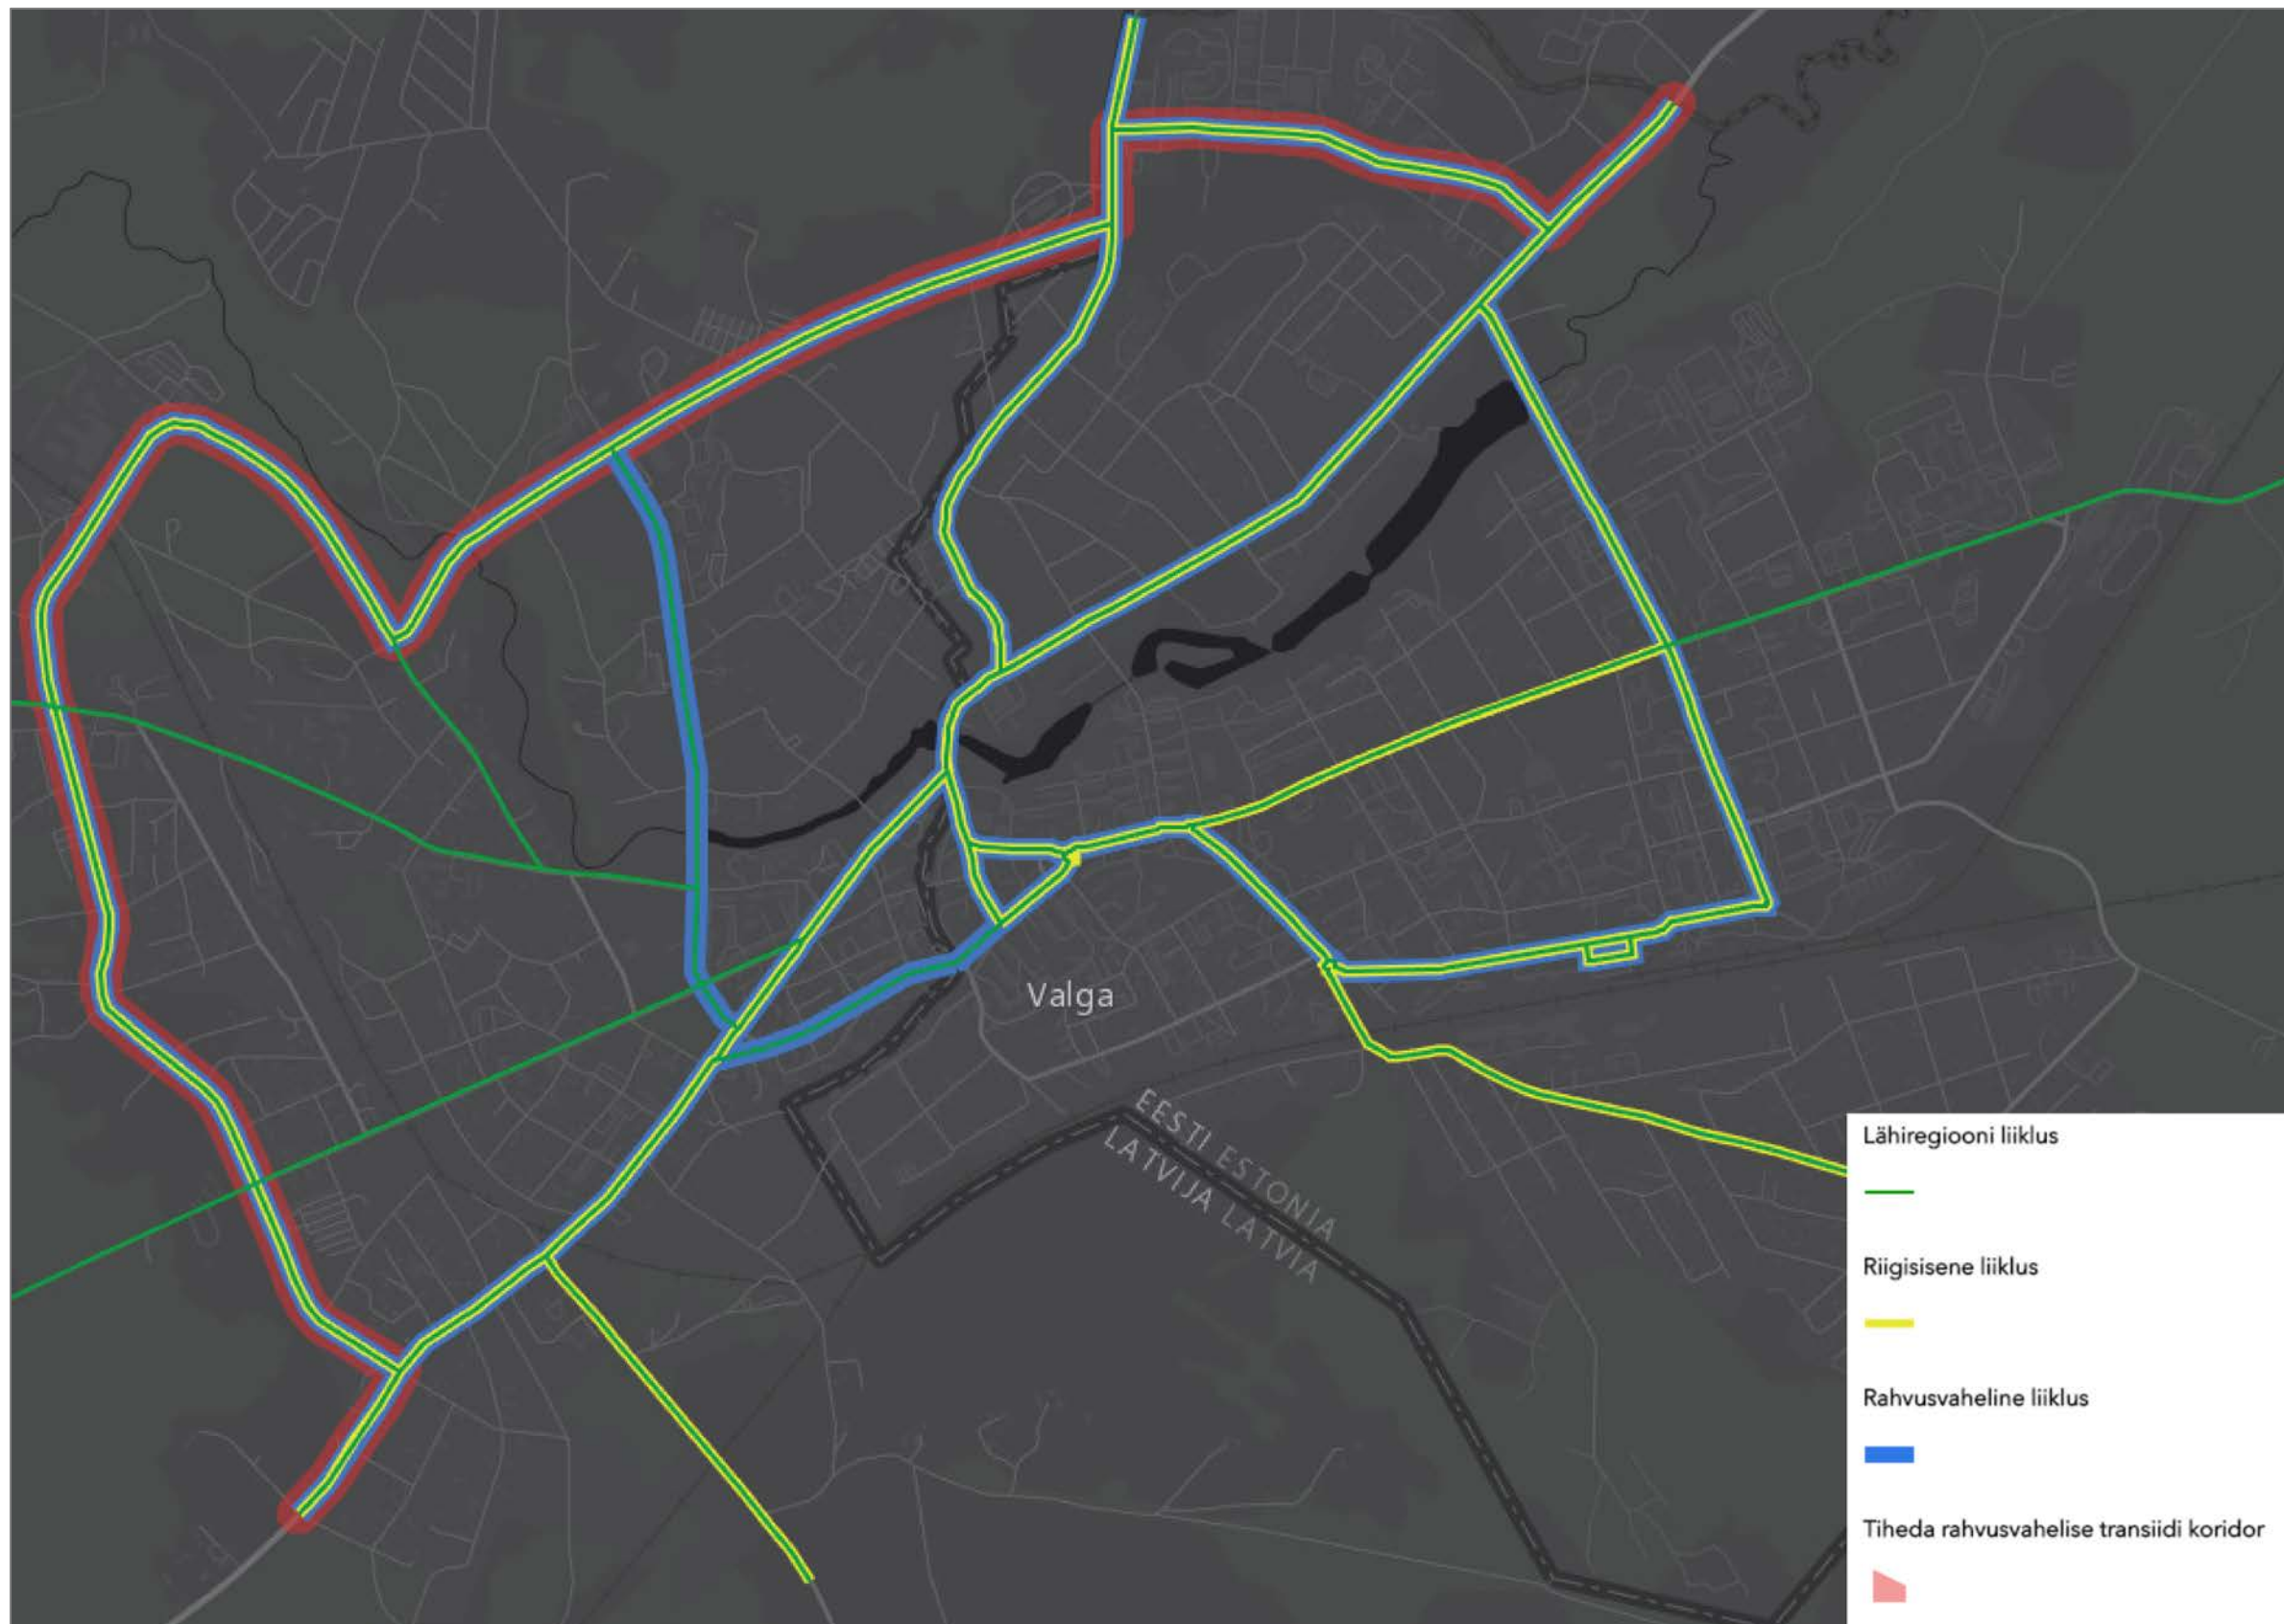 Valga
EESTI ESTONIA
LATVIJA LATVIA
Lähiregiooni liiklus
Riigisisene liiklus
Rahvusvaheline liiklus
Tiheda rahvusvahelise transiidi koridor